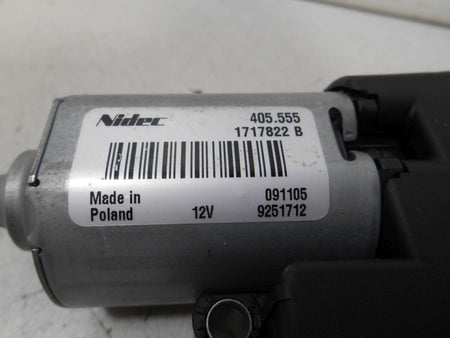 Nidec 405.555
1717822 B
Made in 091105
Poland 12V 9251712